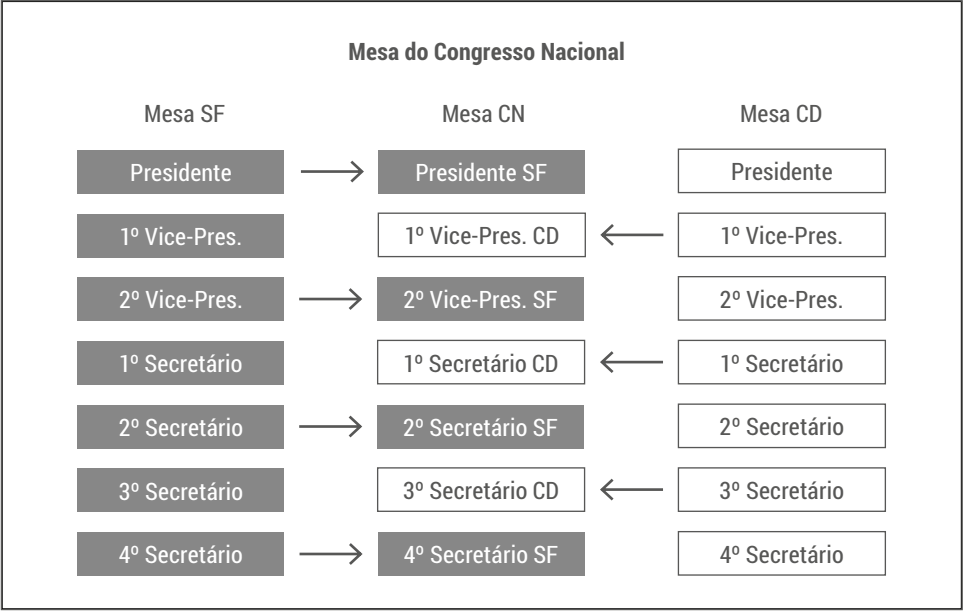 Mesa do Congresso Nacional
Mesa SF Mesa CN Mesa CD
Presidente Presidente SF Presidente
1º Vice-Pres. 1º Vice-Pres. CD 1º Vice-Pres.
2º Vice-Pres. 2º Vice-Pres. SF 2º Vice-Pres.
1º Secretário 1º Secretário CD 1º Secretário
2º Secretário 2º Secretário SF 2º Secretário
3º Secretário 3º Secretário CD 3º Secretário
4º Secretário 4º Secretário SF 4º Secretário